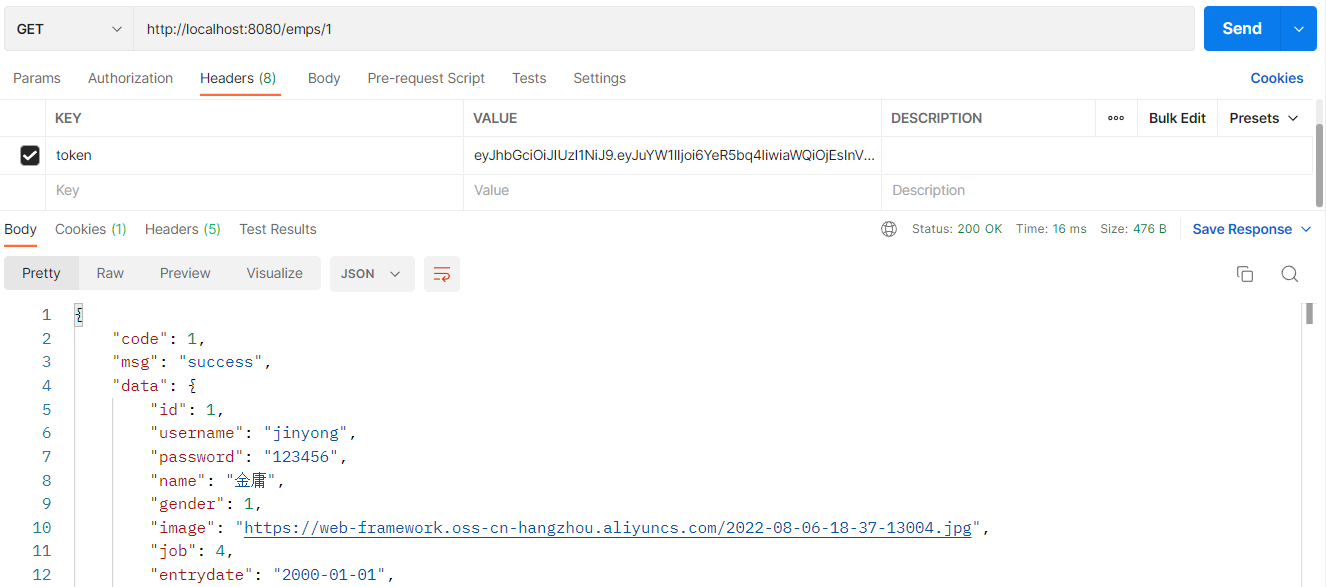 GET http://localhost:8080/emps/1 Send
Params Authorization Headers (8) Body Pre-request Script Tests Settings Cookies
KEY VALUE DESCRIPTION ooo Bulk Edit Presets
token eyJhbGciOiJIUzI1NiJ9.eyJuYW1lIjoi6YeR5bq4IiwiaWQiOjEsInV...
Key Value Description
Body Cookies (1) Headers (5) Test Results Status: 200 OK Time: 16 ms Size: 476 B Save Response
Pretty Raw Preview Visualize JSON
1 {
2 "code": 1,
3 "msg": "success",
4 "data": {
5 "id": 1,
6 "username": "jinyong",
7 "password": "123456",
8 "name": "金庸",
9 "gender": 1,
10 "image": "https://web-framework.oss-cn-hangzhou.aliyuncs.com/2022-08-06-18-37-13004.jpg",
11 "job": 4,
12 "entrydate": "2000-01-01",